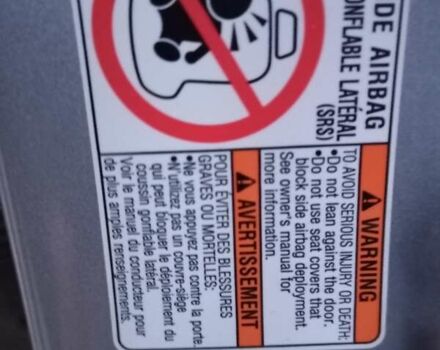 DE AIRBAG
ONFLABLE LATÉRAL
(SRS)
⚠ WARNING
TO AVOID SERIOUS INJURY OR DEATH:
•Do not lean against the door.
•Do not use seat covers that
block side airbag deployment.
See owner's manual for
more information.
⚠ AVERTISSEMENT
POUR ÉVITER DES BLESSURES
GRAVES OU MORTELLES:
•Ne vous appuyez pas contre la porte.
•N'utilisez pas un couvre-siège
qui peut bloquer le déploiement du
coussin gonflable latéral.
Voir le manuel du conducteur pour
de plus amples renseignements.